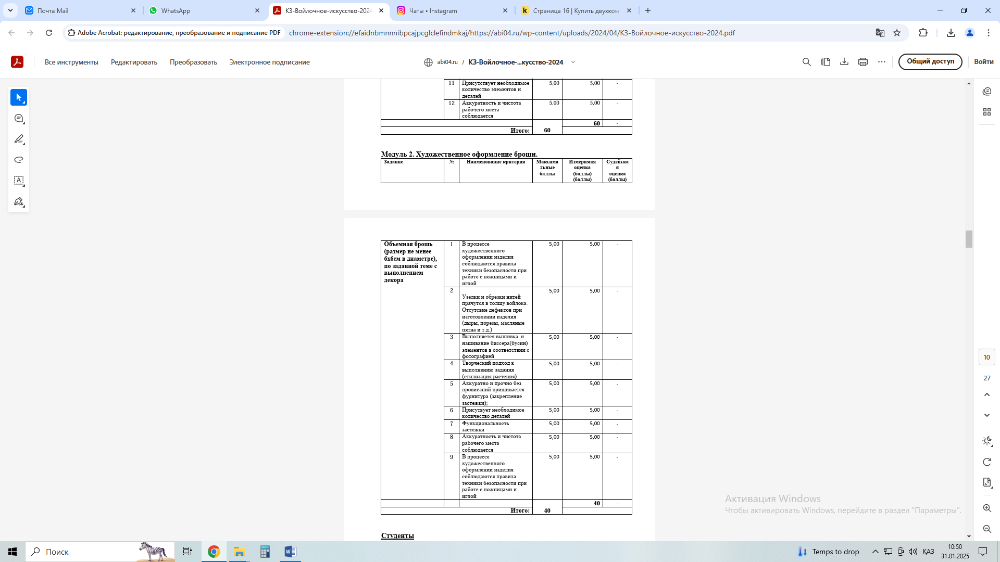 Почта Mail
WhatsApp
КЗ-Войлочное-искусство-2024
Чаты • Instagram
Страница 16 | Купить двухком
Adobe Acrobat: редактирование, преобразование и подписание PDF
chrome-extension://efaidnbmnnnibpcajpcglclefindmkaj/https://abi04.ru/wp-content/uploads/2024/04/КЗ-Войлочное-искусство-2024.pdf
Все инструменты
Редактировать
Преобразовать
Электронное подписание
abi04.ru / КЗ-Войлочное-...кусство-2024
Общий доступ
Войти
11 Присутствует необходимое 5,00 5,00 -
количество элементов и
деталей
12 Аккуратность и чистота 5,00 5,00 -
рабочего места
соблюдается
60 -
Итого: 60
Модуль 2. Художественное оформление броши.
Задание № Наименование критерия Максима Измеримая Судейска
льные оценка я
баллы (баллы) оценка
(баллы) (баллы)
Объемная брошь 1 В процессе 5,00 5,00 -
(размер не менее художественного
6х6см в диаметре), оформлении изделия
по заданной теме с соблюдаются правила
выполнением техники безопасности при
декора работе с ножницами и
иглой
2 5,00 5,00 -
Узелки и обрезки нитей
прячутся в толщу войлока.
Отсутсвие дефектов при
изготовлении изделия
(дыры, порезы, масляные
пятна и т.д.)
3 Выполняется вышивка и 5,00 5,00 -
нашивание биссера(бусин)
элементов в соответствии с
фотографией
4 Творческий подход к 5,00 5,00 -
выполнению задания
(стилизация растения)
5 Аккуратно и прочно без 5,00 5,00 -
провисаний пришивается
фурнитура (закрепление
застежки);
6 Присутвует необходимое 5,00 5,00 -
количество деталей
7 Функциональность 5,00 5,00 -
застежки
8 Аккуратность и чистота 5,00 5,00 -
рабочего места
соблюдается
9 В процессе 5,00 5,00 -
художественного
оформлении изделия
соблюдаются правила
техники безопасности при
работе с ножницами и
иглой
40 -
Итого: 40
Студенты
10
27
Активация Windows
Чтобы активировать Windows, перейдите в раздел "Параметры".
Поиск
Temps to drop
ҚАЗ
10:50
31.01.2025